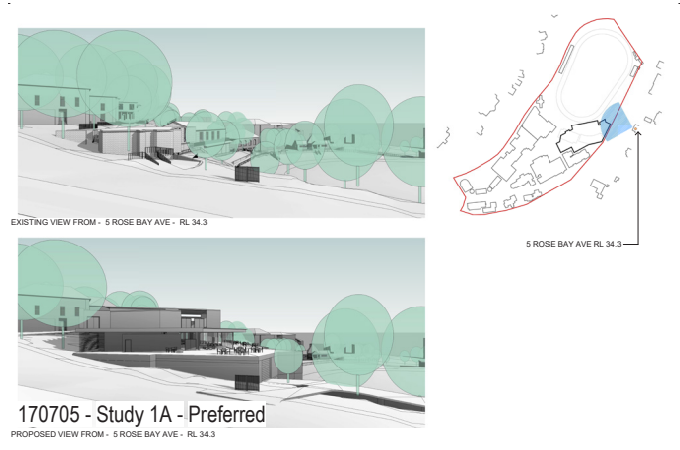 EXISTING VIEW FROM - 5 ROSE BAY AVE - RL 34.3
5 ROSE BAY AVE RL 34.3
170705 - Study 1A - Preferred
PROPOSED VIEW FROM - 5 ROSE BAY AVE - RL 34.3